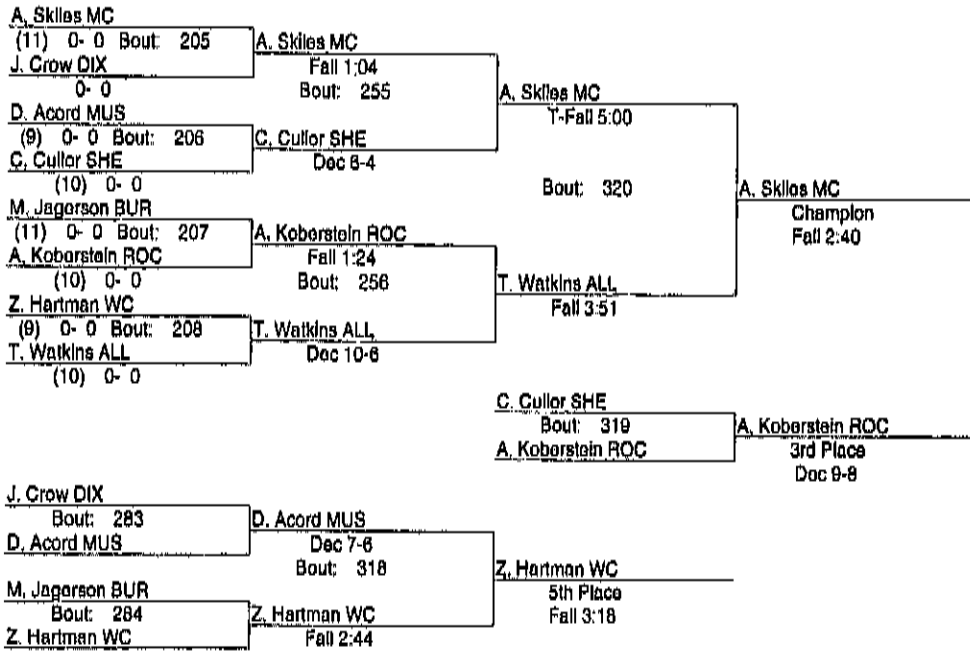 A. Skiles MC
(11) 0- 0 Bout: 205
J. Crow DIX
0- 0
D. Acord MUS
(9) 0- 0 Bout: 206
C. Cullor SHE
(10) 0- 0
M. Jagerson BUR
(11) 0- 0 Bout: 207
A. Koberstein ROC
(10) 0- 0
Z. Hartman WC
(9) 0- 0 Bout: 208
T. Watkins ALL
(10) 0- 0
A. Skiles MC
Fall 1:04
Bout: 255
C. Cullor SHE
Dec 6-4
A. Koberstein ROC
Fall 1:24
Bout: 256
T. Watkins ALL
Dec 10-6
A. Skiles MC
T-Fall 5:00
Bout: 320
T. Watkins ALL
Fall 3:51
A. Skiles MC
Champion
Fall 2:40
C. Cullor SHE
Bout: 319
A. Koberstein ROC
A. Koberstein ROC
3rd Place
Dec 9-8
J. Crow DIX
Bout: 283
D. Acord MUS
M. Jagerson BUR
Bout: 284
Z. Hartman WC
D. Acord MUS
Dec 7-6
Bout: 318
Z. Hartman WC
Fall 2:44
Z. Hartman WC
5th Place
Fall 3:18